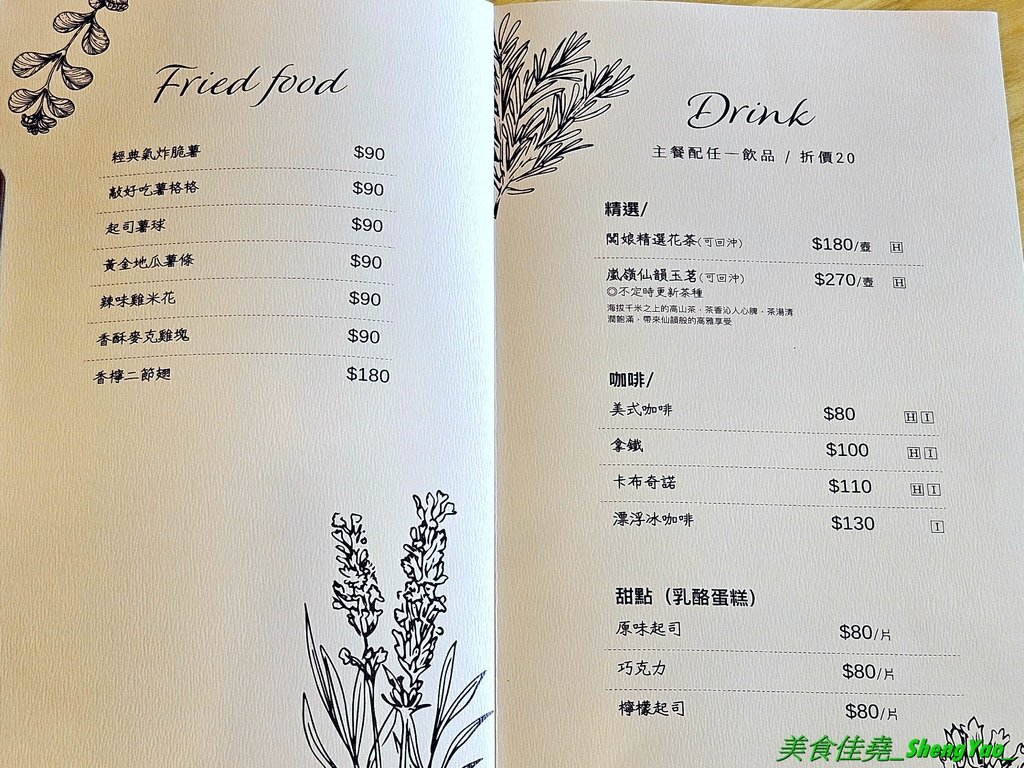 Fried food
經典氣炸脆薯 $90
敲好吃薯格格 $90
起司薯球 $90
黃金地瓜薯條 $90
辣味雞米花 $90
香酥麥克雞塊 $90
香檸二節翅 $180
Drink
主餐配任一飲品 / 折價20
精選/
闆娘精選花茶(可回沖) $180/壺 H
嵐嶺仙韻玉茗(可回沖) $270/壺 H
◎不定時更新茶種
海拔千米之上的高山茶，茶香沁人心脾，茶湯清
潤飽滿，帶來仙韻般的高雅享受
咖啡/
美式咖啡 $80 H I
拿鐵 $100 H I
卡布奇諾 $110 H I
漂浮冰咖啡 $130 I
甜點（乳酪蛋糕）
原味起司 $80/片
巧克力 $80/片
檸檬起司 $80/片
美食佳堯_ShengYao_